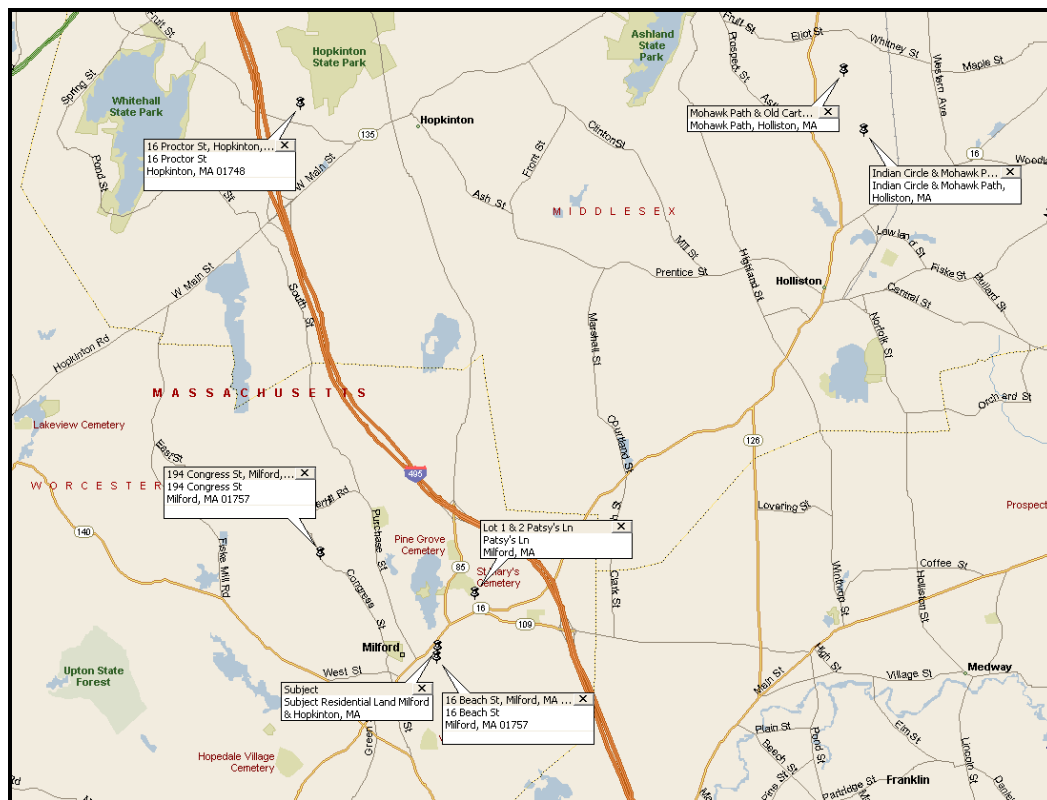 Fruit St
Hopkinton
State Park
Ashland
State
Park
Fruit St
Eliot St
Whitney St
Maple St
Western Ave
Prospect St
Spring St
Whitehall
State Park
Mohawk Path & Old Cart...
Mohawk Path, Holliston, MA
Hopkinton
135
Clinton St
16
16 Proctor St, Hopkinton,...
16 Proctor St
Hopkinton, MA 01748
Pond St
W Main St
Front St
Indian Circle & Mohawk P...
Indian Circle & Mohawk Path,
Holliston, MA
Ash St
MIDDLESEX
Mill St
Lawland St
Highland St
Prentice St
Fiske St
Bullard St
W Main St
South St
Holliston
Central St
Marshall St
Norfolk St
Hopkinton Rd
MASSACHUSETTS
Orchard St
Lakeview Cemetery
East St
Courtland St
126
495
194 Congress St, Milford,...
194 Congress St
Milford, MA 01757
WORCESTER
Purchase St
Lovering St
Prospect
140
Lot 1 & 2 Patsy's Ln
Patsy's Ln
Milford, MA
Pine Grove
Cemetery
85
St Mary's
Cemetery
Fiske Mill Rd
Congress St
Clark St
Coffee St
Winthrop St
Holliston St
16
109
Milford
High St
Upton State
Forest
West St
Village St
Medway
Main St
Subject
Subject Residential Land Milford
& Hopkinton, MA
16 Beach St, Milford, MA ...
16 Beach St
Milford, MA 01757
Plain St
Pond St
Elm St
Green
Beech St
Lincoln St
Hopedale Village
Cemetery
Pine St
Partridge St
Franklin